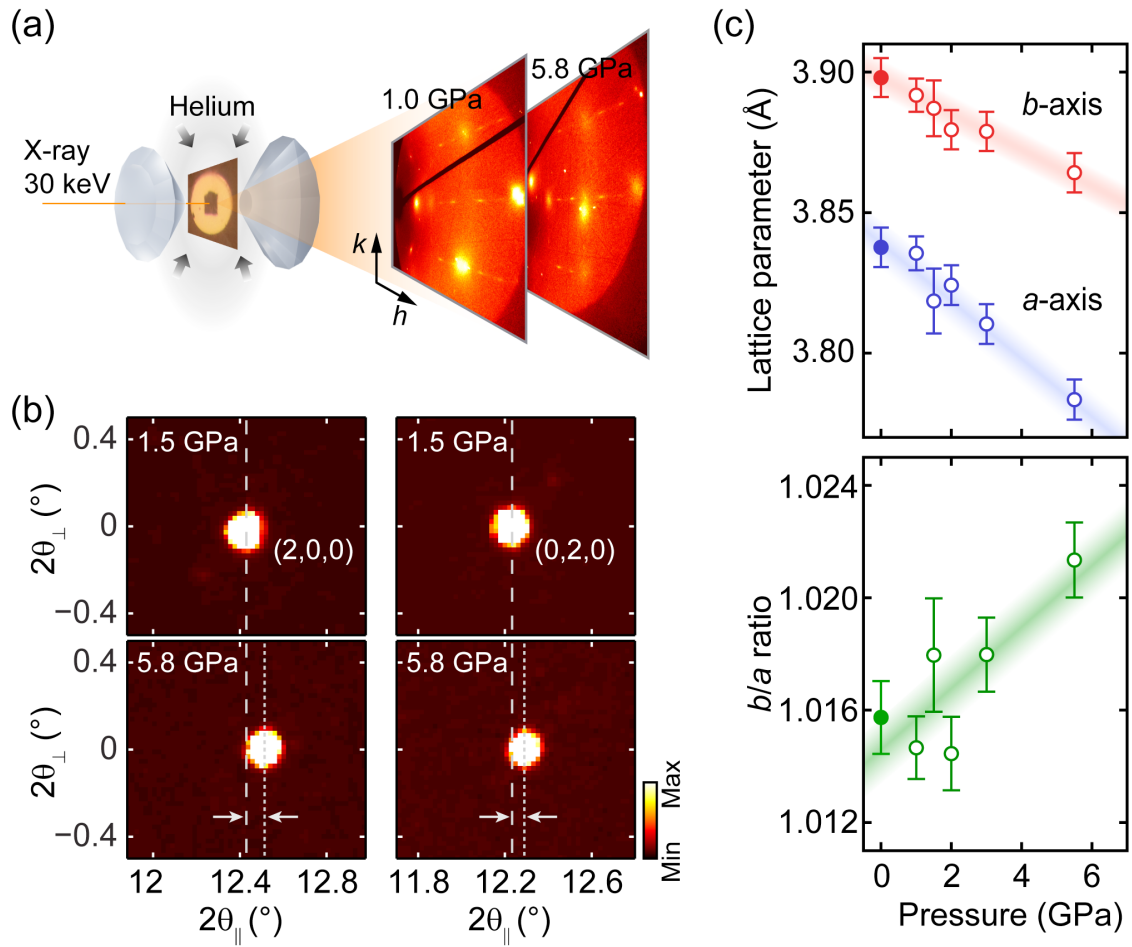 (a)
Helium
X-ray
30 keV
1.0 GPa
5.8 GPa
k
h
(b)
1.5 GPa
(2,0,0)
1.5 GPa
(0,2,0)
5.8 GPa
5.8 GPa
0.4
0
−0.4
2θ⊥ (°)
0.4
0
−0.4
2θ⊥ (°)
12 12.4 12.8
2θ|| (°)
11.8 12.2 12.6
2θ|| (°)
Min Max
(c)
3.90
3.85
3.80
Lattice parameter (Å)
b-axis
a-axis
1.024
1.020
1.016
1.012
b/a ratio
0 2 4 6
Pressure (GPa)